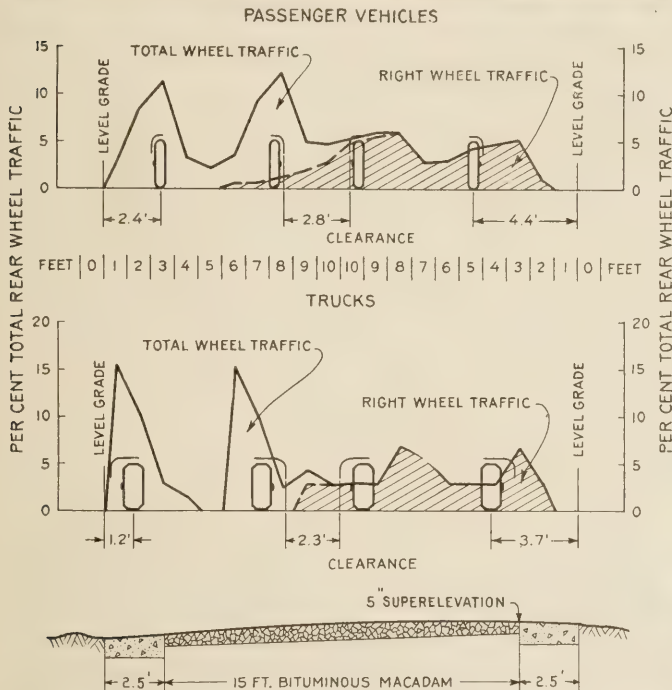 PASSENGER VEHICLES
PER CENT TOTAL REAR WHEEL TRAFFIC
15
10
5
0
LEVEL GRADE
TOTAL WHEEL TRAFFIC
RIGHT WHEEL TRAFFIC
LEVEL GRADE
15
10
5
0
PER CENT TOTAL REAR WHEEL TRAFFIC
2.4' 2.8' 4.4'
CLEARANCE
FEET 0 1 2 3 4 5 6 7 8 9 10 10 9 8 7 6 5 4 3 2 1 0 FEET
TRUCKS
20
15
10
5
0
LEVEL GRADE
TOTAL WHEEL TRAFFIC
RIGHT WHEEL TRAFFIC
LEVEL GRADE
20
15
10
5
0
1.2' 2.3' 3.7'
CLEARANCE
5" SUPERELEVATION
2.5' 15 FT. BITUMINOUS MACADAM 2.5'